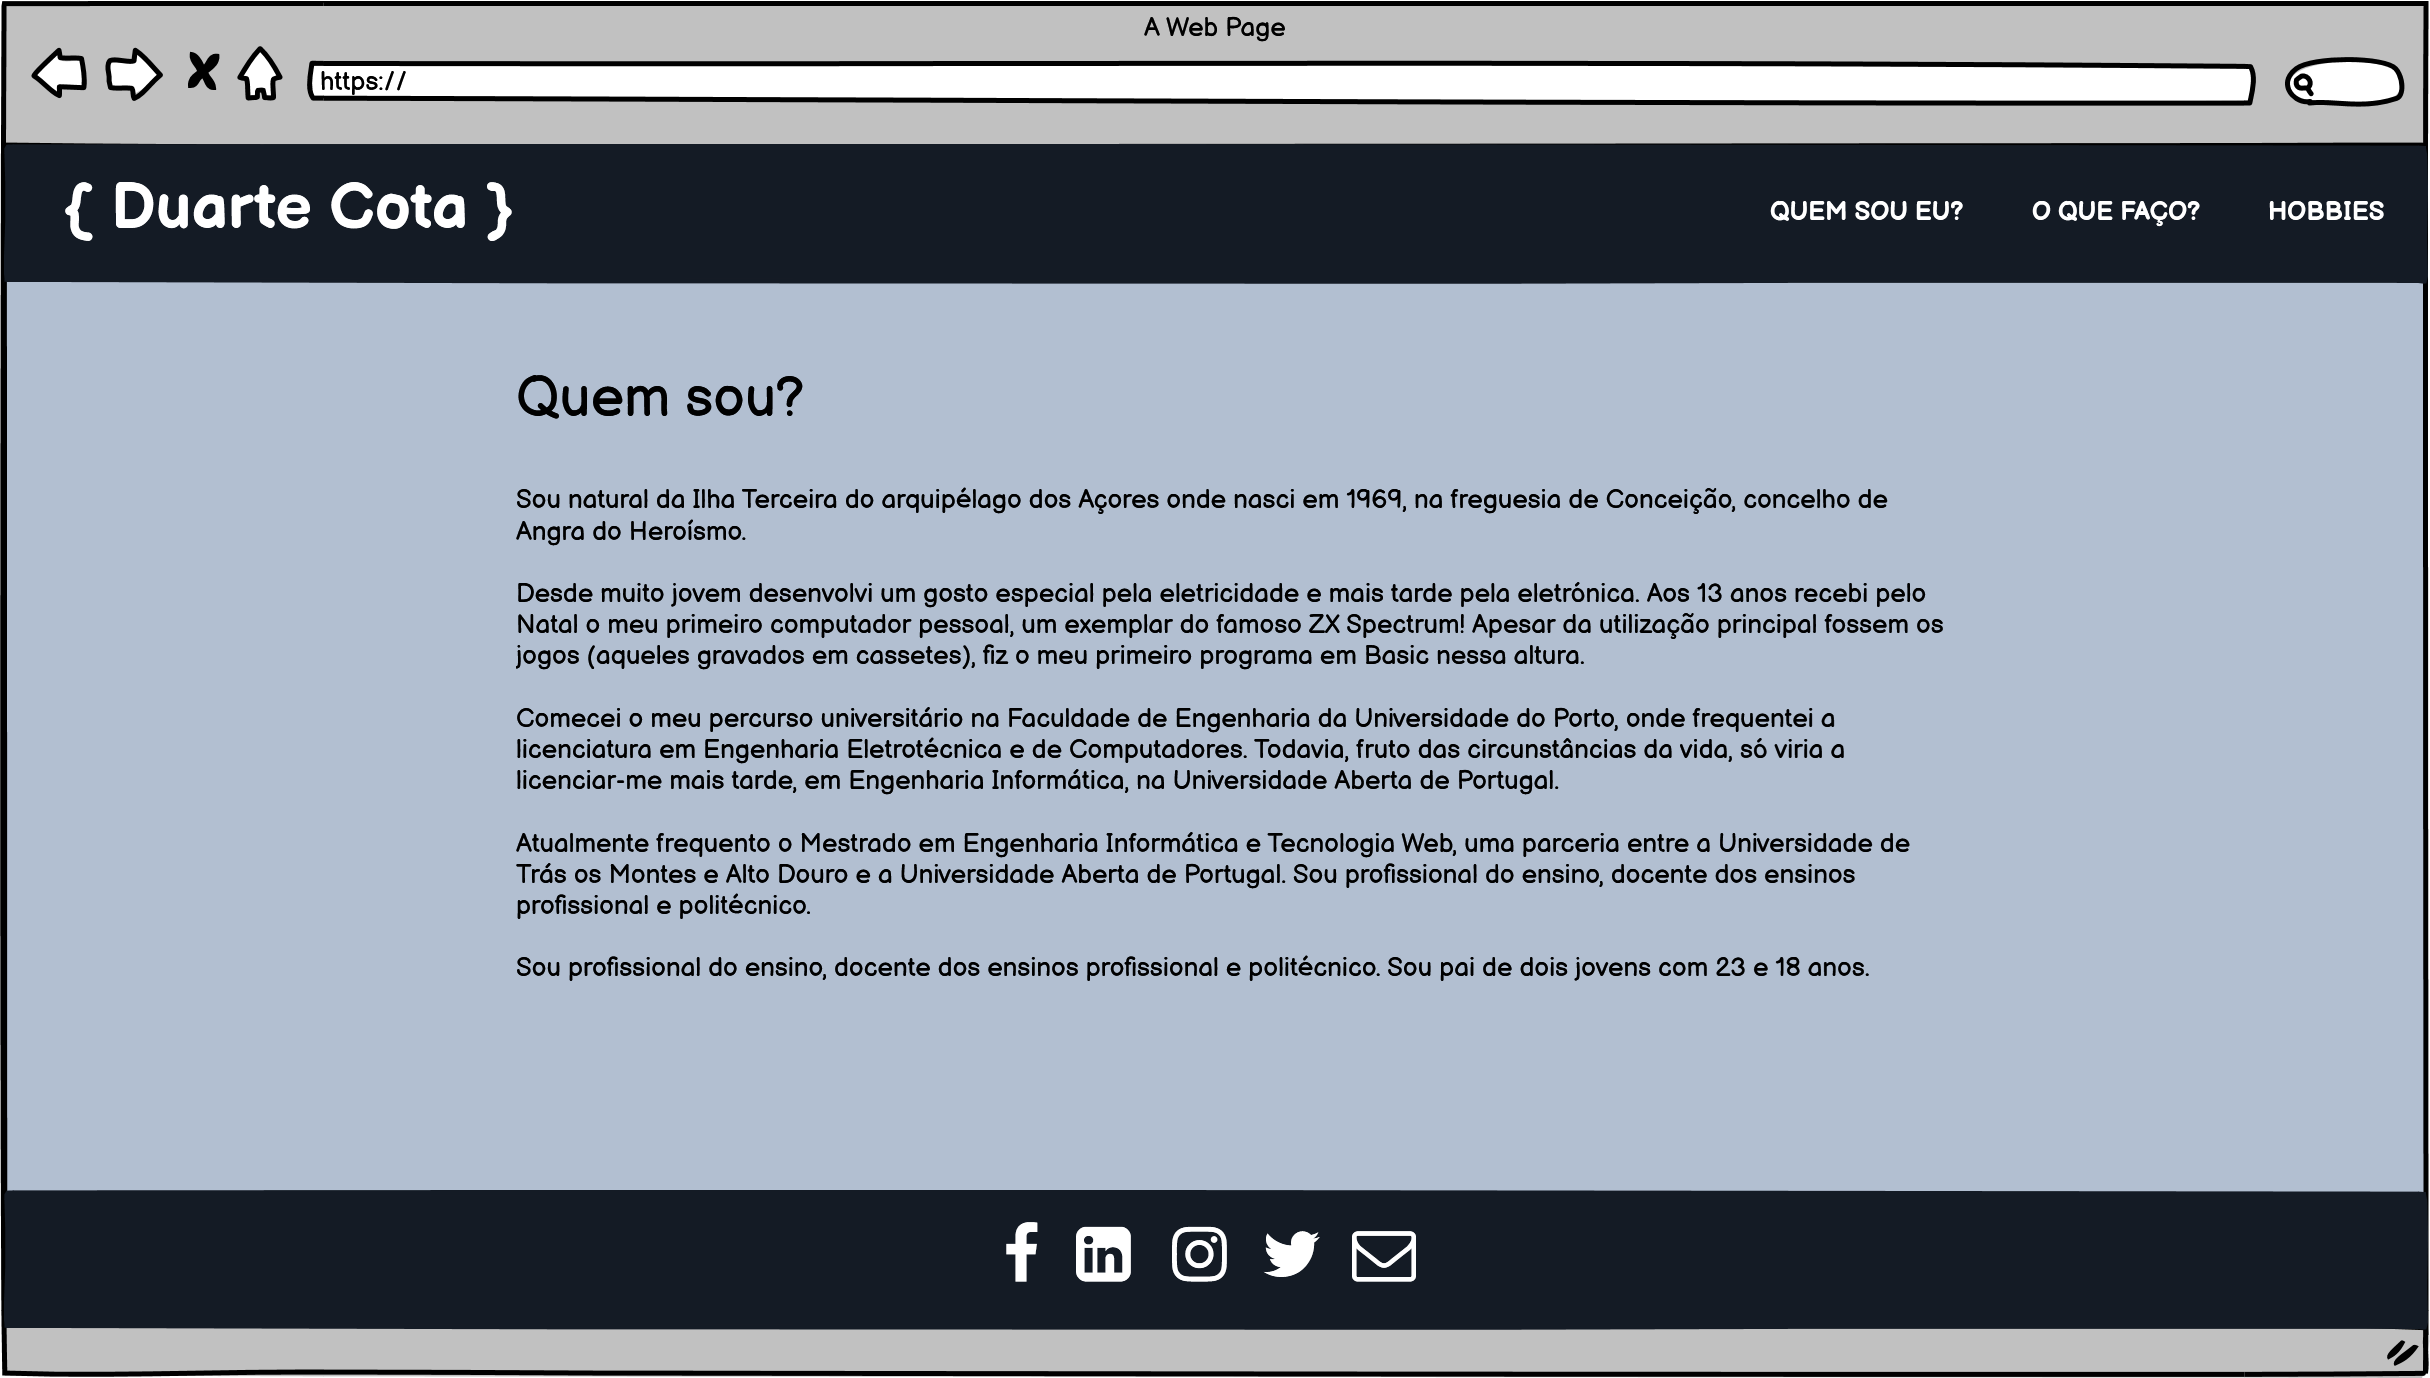 A Web Page
https://
{ Duarte Cota }
QUEM SOU EU?
O QUE FAÇO?
HOBBIES
Quem sou?
Sou natural da Ilha Terceira do arquipélago dos Açores onde nasci em 1969, na freguesia de Conceição, concelho de
Angra do Heroísmo.
Desde muito jovem desenvolvi um gosto especial pela eletricidade e mais tarde pela eletrónica. Aos 13 anos recebi pelo
Natal o meu primeiro computador pessoal, um exemplar do famoso ZX Spectrum! Apesar da utilização principal fossem os
jogos (aqueles gravados em cassetes), fiz o meu primeiro programa em Basic nessa altura.
Comecei o meu percurso universitário na Faculdade de Engenharia da Universidade do Porto, onde frequentei a
licenciatura em Engenharia Eletrotécnica e de Computadores. Todavia, fruto das circunstâncias da vida, só viria a
licenciar-me mais tarde, em Engenharia Informática, na Universidade Aberta de Portugal.
Atualmente frequento o Mestrado em Engenharia Informática e Tecnologia Web, uma parceria entre a Universidade de
Trás os Montes e Alto Douro e a Universidade Aberta de Portugal. Sou profissional do ensino, docente dos ensinos
profissional e politécnico.
Sou profissional do ensino, docente dos ensinos profissional e politécnico. Sou pai de dois jovens com 23 e 18 anos.